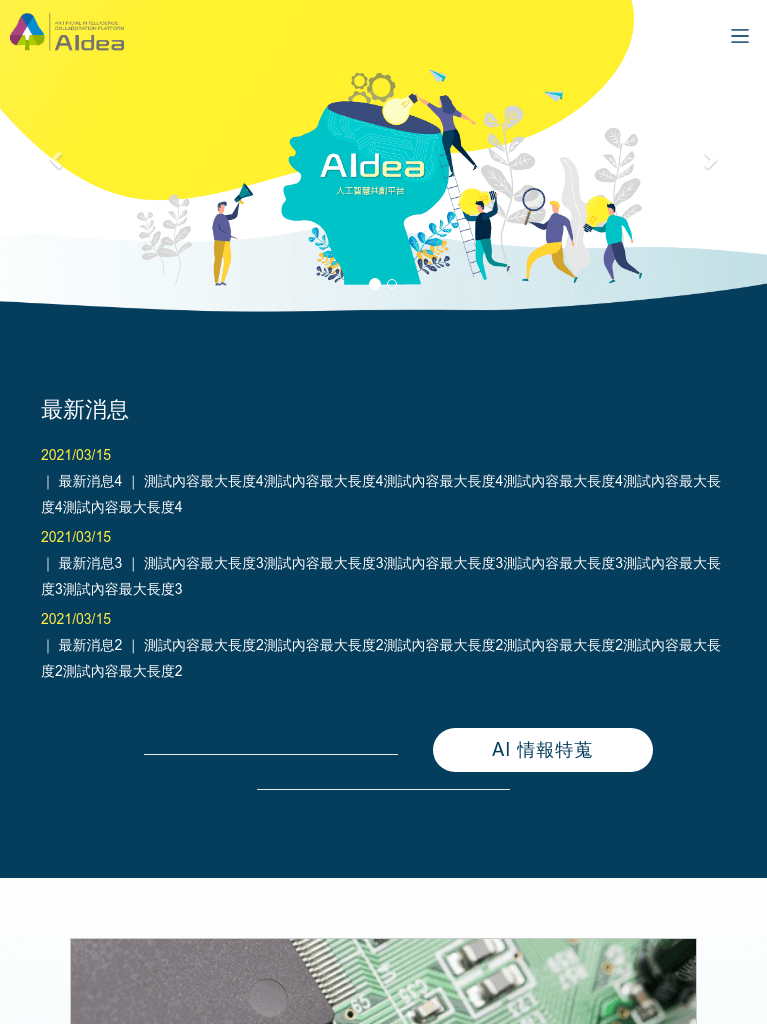 ARTIFICIAL INTELLIGENCE
COLLABORATION PLATFORM
AIdea
AIdea
人工智慧共創平台
最新消息
2021/03/15
｜ 最新消息4 ｜ 測試內容最大長度4測試內容最大長度4測試內容最大長度4測試內容最大長度4測試內容最大長
度4測試內容最大長度4
2021/03/15
｜ 最新消息3 ｜ 測試內容最大長度3測試內容最大長度3測試內容最大長度3測試內容最大長度3測試內容最大長
度3測試內容最大長度3
2021/03/15
｜ 最新消息2 ｜ 測試內容最大長度2測試內容最大長度2測試內容最大長度2測試內容最大長度2測試內容最大長
度2測試內容最大長度2
AI 情報特蒐